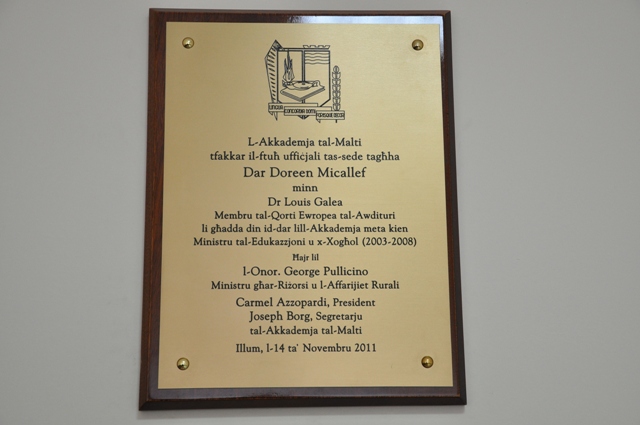 L-Akkademja tal-Malti
tfakkar il-ftuħ uffiċjali tas-sede tagħha
Dar Doreen Micallef
minn
Dr Louis Galea
Membru tal-Qorti Ewropea tal-Awdituri
li għadda din id-dar lill-Akkademja meta kien
Ministru tal-Edukazzjoni u x-Xogħol (2003-2008)
Ħajr lil
l-Onor. George Pullicino
Ministru għar-Riżorsi u l-Affarijiet Rurali
Carmel Azzopardi, President
Joseph Borg, Segretarju
tal-Akkademja tal-Malti
Illum, l-14 ta' Novembru 2011